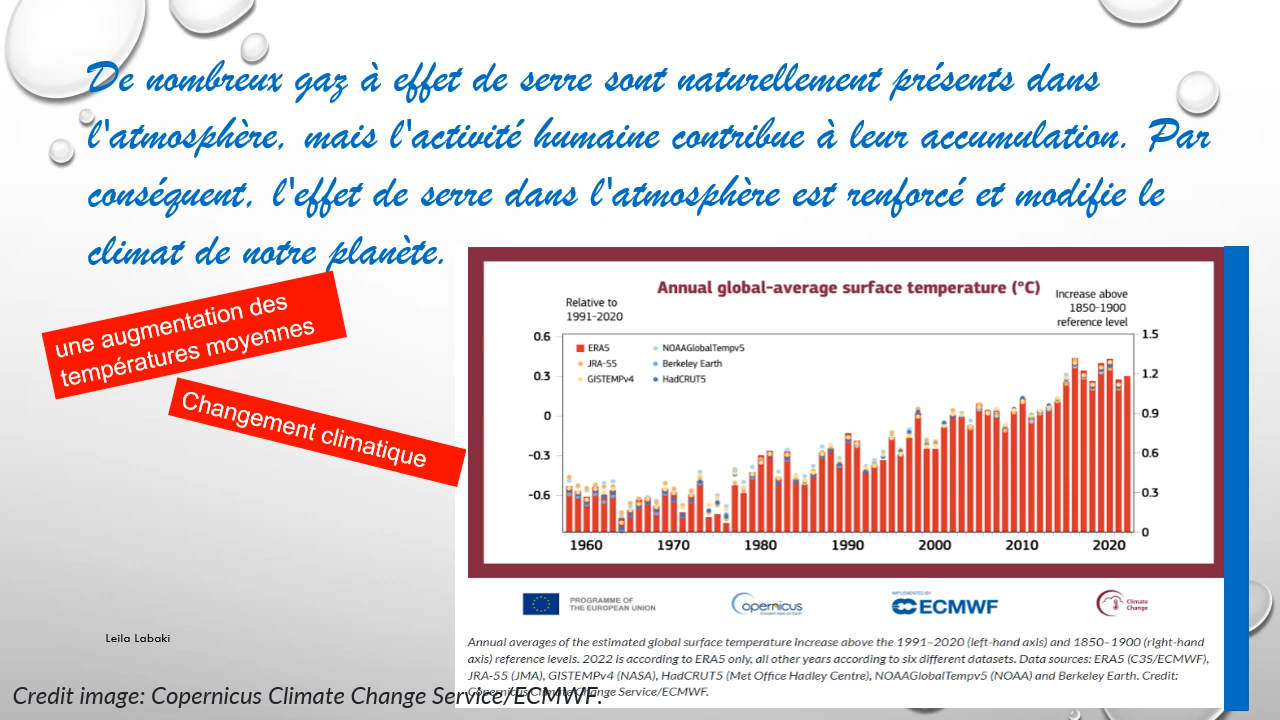 De nombreux gaz à effet de serre sont naturellement présents dans
l'atmosphère, mais l'activité humaine contribue à leur accumulation. Par
conséquent, l'effet de serre dans l'atmosphère est renforcé et modifie le
climat de notre planète.
une augmentation des
températures moyennes
Changement climatique
Annual global-average surface temperature (°C)
Relative to
1991-2020
Increase above
1850-1900
reference level
ERA5
JRA-55
GISTEMPv4
NOAAGlobalTempv5
Berkeley Earth
HadCRUT5
0.6
0.3
0
-0.3
-0.6
1.5
1.2
0.9
0.6
0.3
0
1960 1970 1980 1990 2000 2010 2020
PROGRAMME OF
THE EUROPEAN UNION
opernicus
IMPLEMENTED BY
ECMWF
Climate
Change
Annual averages of the estimated global surface temperature increase above the 1991–2020 (left-hand axis) and 1850–1900 (right-hand
axis) reference levels. 2022 is according to ERA5 only, all other years according to six different datasets. Data sources: ERA5 (C3S/ECMWF),
JRA-55 (JMA), GISTEMPv4 (NASA), HadCRUT5 (Met Office Hadley Centre), NOAAGlobalTempv5 (NOAA) and Berkeley Earth. Credit:
Copernicus Climate Change Service/ECMWF.
Leila Labaki
Credit image: Copernicus Climate Change Service/ECMWF.